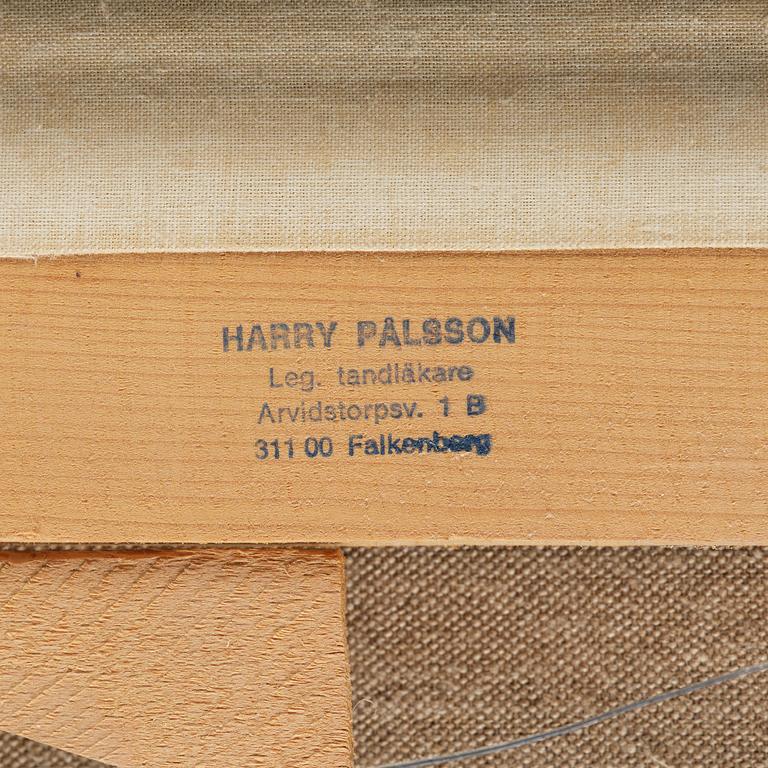 HARRY PÅLSSON
Leg. tandläkare
Arvidstorpsv. 1 B
311 00 Falkenberg